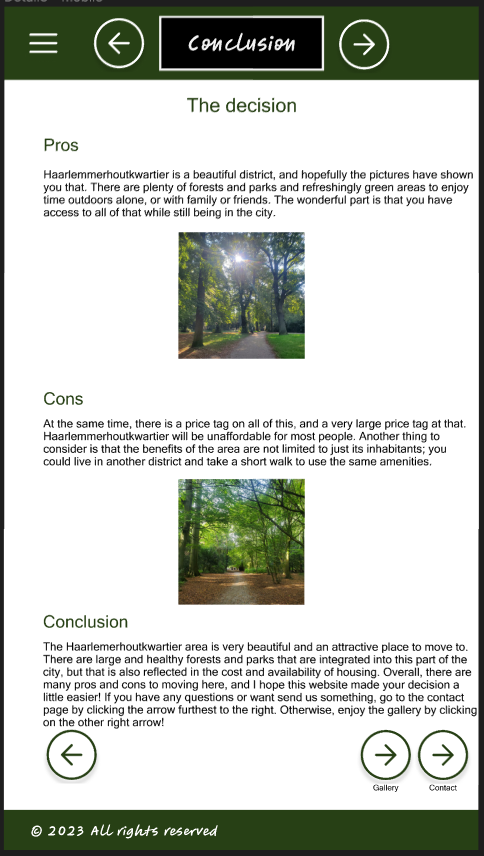 Details - Mobile
Conclusion
The decision
Pros
Haarlemmerhoutkwartier is a beautiful district, and hopefully the pictures have shown
you that. There are plenty of forests and parks and refreshingly green areas to enjoy
time outdoors alone, or with family or friends. The wonderful part is that you have
access to all of that while still being in the city.
Cons
At the same time, there is a price tag on all of this, and a very large price tag at that.
Haarlemmerhoutkwartier will be unaffordable for most people. Another thing to
consider is that the benefits of the area are not limited to just its inhabitants; you
could live in another district and take a short walk to use the same amenities.
Conclusion
The Haarlemerhoutkwartier area is very beautiful and an attractive place to move to.
There are large and healthy forests and parks that are integrated into this part of the
city, but that is also reflected in the cost and availability of housing. Overall, there are
many pros and cons to moving here, and I hope this website made your decision a
little easier! If you have any questions or want send us something, go to the contact
page by clicking the arrow furthest to the right. Otherwise, enjoy the gallery by clicking
on the other right arrow!
Gallery
Contact
© 2023 All rights reserved